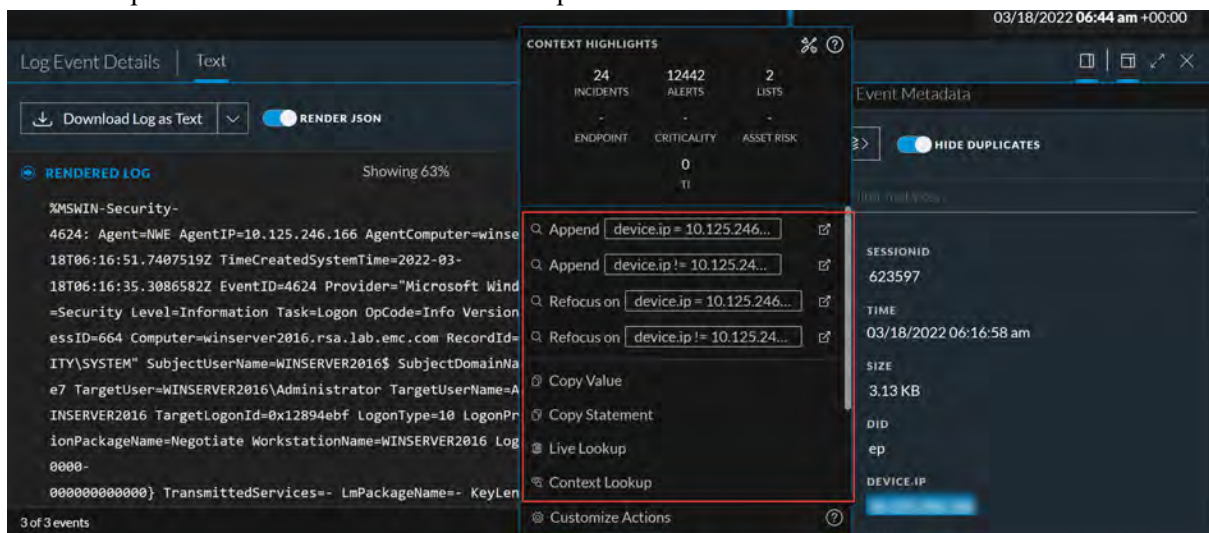 03/18/2022 06:44 am +00:00
Log Event Details | Text
Download Log as Text
RENDER JSON
RENDERED LOG
Showing 63%
%MSWIN-Security-
4624: Agent=NWE AgentIP=10.125.246.166 AgentComputer=winse
18T06:16:51.7407519Z TimeCreatedSystemTime=2022-03-
18T06:16:35.3086582Z EventID=4624 Provider="Microsoft Wind
=Security Level=Information Task=Logon OpCode=Info Version
essID=664 Computer=winserver2016.rsa.lab.emc.com RecordId=
ITY\SYSTEM" SubjectUserName=WINSERVER2016$ SubjectDomainNa
e7 TargetUser=WINSERVER2016\Administrator TargetUserName=A
INSERVER2016 TargetLogonId=0x12894ebf LogonType=10 LogonPr
ionPackageName=Negotiate WorkstationName=WINSERVER2016 Log
0000-
000000000000} TransmittedServices=- LmPackageName=- KeyLen
3 of 3 events
CONTEXT HIGHLIGHTS
24 12442 2
INCIDENTS ALERTS LISTS
- - -
ENDPOINT CRITICALITY ASSET RISK
0
TI
Append device.ip = 10.125.246...
Append device.ip != 10.125.24...
Refocus on device.ip = 10.125.246...
Refocus on device.ip != 10.125.24...
Copy Value
Copy Statement
Live Lookup
Context Lookup
Customize Actions
Event Metadata
HIDE DUPLICATES
SESSIONID
623597
TIME
03/18/2022 06:16:58 am
SIZE
3.13 KB
DID
ep
DEVICE.IP